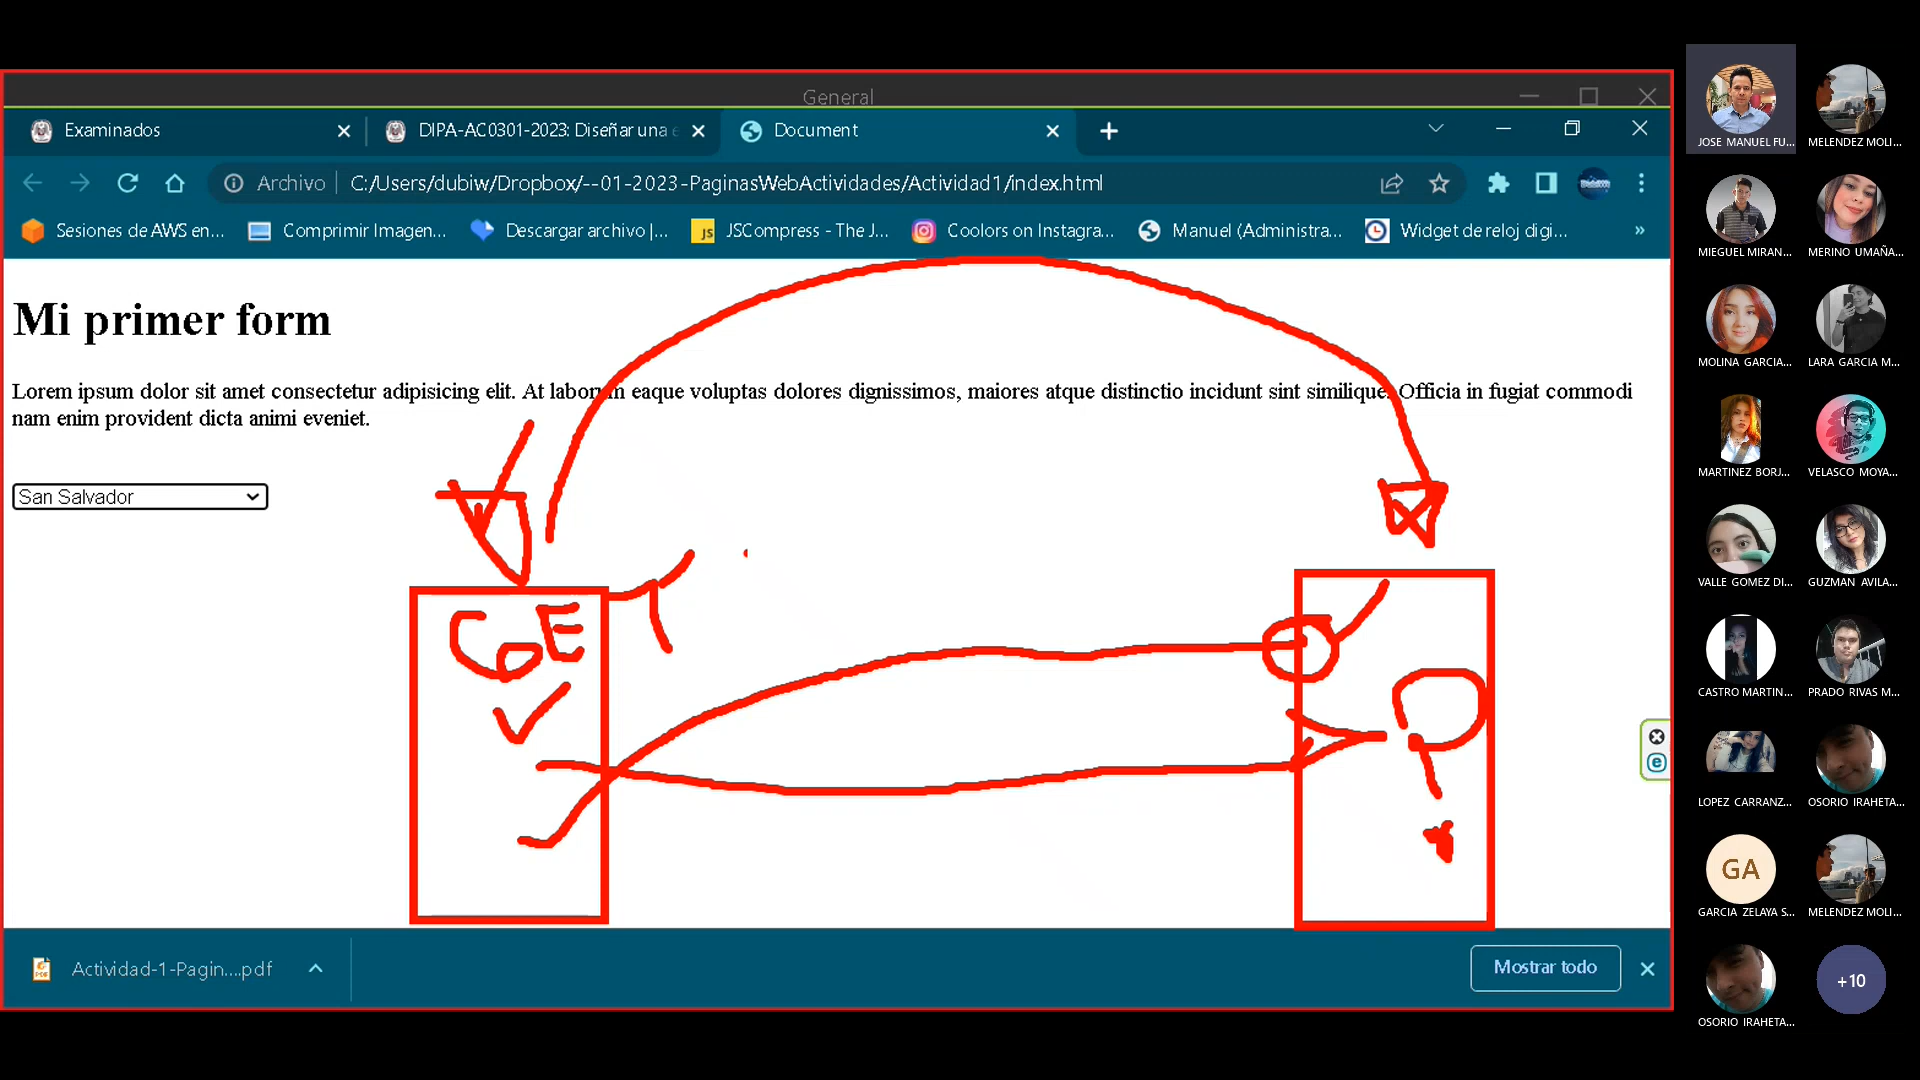 General
Examinados
DIPA-AC0301-2023: Diseñar una e
Document
Archivo
C:/Users/dubiw/Dropbox/--01-2023-PaginasWebActividades/Actividad1/index.html
Sesiones de AWS en...
Comprimir Imagen...
Descargar archivo |...
JS
JSCompress - The J...
Coolors on Instagra...
Manuel (Administra...
Widget de reloj digi...
»
Mi primer form
Lorem ipsum dolor sit amet consectetur adipisicing elit. At laborum eaque voluptas dolores dignissimos, maiores atque distinctio incidunt sint similique. Officia in fugiat commodi
nam enim provident dicta animi eveniet.
San Salvador
GET
P
Actividad-1-Pagin....pdf
Mostrar todo
JOSE MANUEL FU...
MELENDEZ MOLI...
MIEGUEL MIRAN...
MERINO UMAÑA...
MOLINA GARCIA...
LARA GARCIA M...
MARTINEZ BORJ...
VELASCO MOYA...
VALLE GOMEZ DI...
GUZMAN AVILA...
CASTRO MARTIN...
PRADO RIVAS M...
LOPEZ CARRANZ...
OSORIO IRAHETA...
GA
GARCIA ZELAYA S...
MELENDEZ MOLI...
OSORIO IRAHETA...
+10